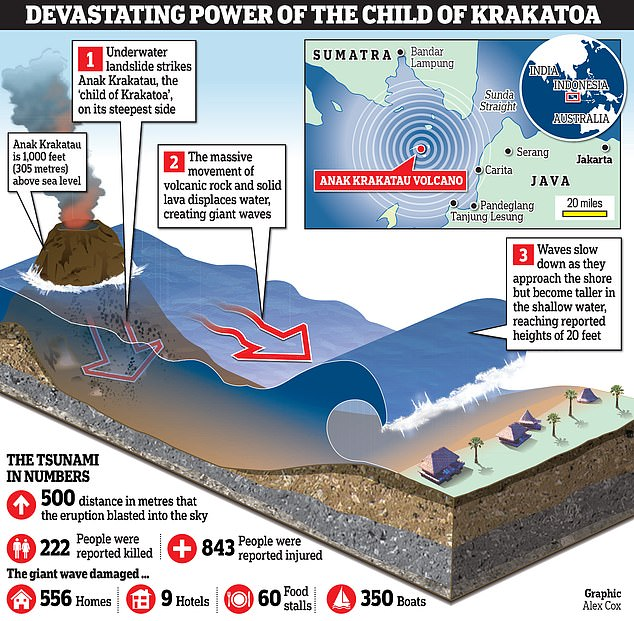 DEVASTATING POWER OF THE CHILD OF KRAKATOA
1 Underwater
landslide strikes
Anak Krakatau, the
‘child of Krakatoa’,
on its steepest side
Anak Krakatau
is 1,000 feet
(305 metres)
above sea level
2 The massive
movement of
volcanic rock and solid
lava displaces water,
creating giant waves
SUMATRA
Bandar
Lampung
Sunda
Straight
INDIA
INDONESIA
AUSTRALIA
Serang
Jakarta
Carita
ANAK KRAKATAU VOLCANO
JAVA
Pandeglang
Tanjung Lesung
20 miles
3 Waves slow
down as they
approach the shore
but become taller in
the shallow water,
reaching reported
heights of 20 feet
THE TSUNAMI
IN NUMBERS
500 distance in metres that
the eruption blasted into the sky
222 People were
reported killed
843 People were
reported injured
The giant wave damaged ...
556 Homes
9 Hotels
60 Food
stalls
350 Boats
Graphic
Alex Cox